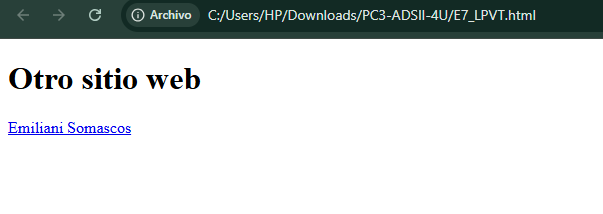 Archivo C:/Users/HP/Downloads/PC3-ADSII-4U/E7_LPVT.html
Otro sitio web
Emiliani Somascos